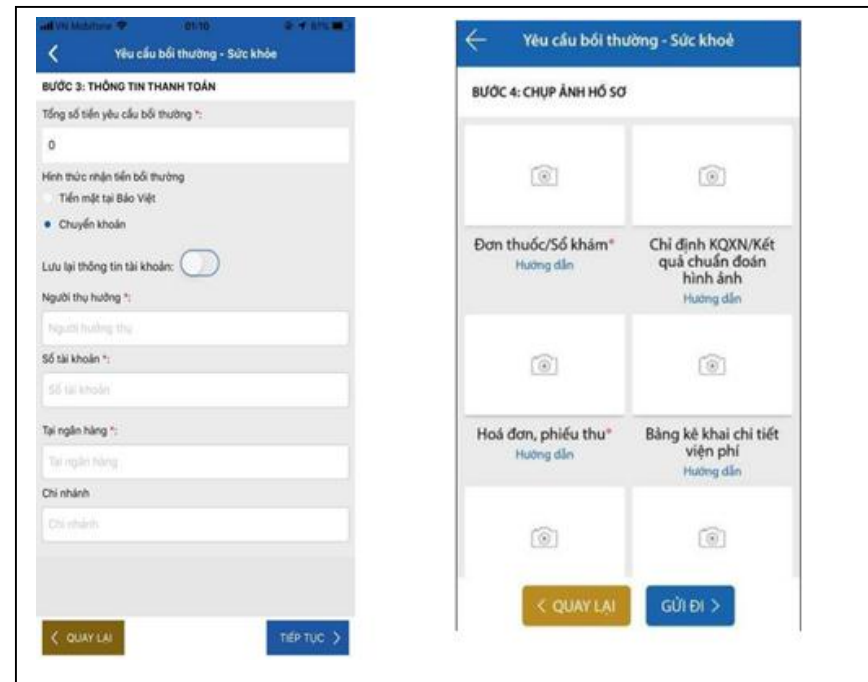 VN Mobifone 01:10 61%
Yêu cầu bồi thường - Sức khỏe
BƯỚC 3: THÔNG TIN THANH TOÁN
Tổng số tiền yêu cầu bồi thường *:
0
Hình thức nhận tiền bồi thường
Tiền mặt tại Bảo Việt
Chuyển khoản
Lưu lại thông tin tài khoản:
Người thụ hưởng *:
Người hưởng thụ
Số tài khoản *:
Số tài khoản
Tại ngân hàng *:
Tại ngân hàng
Chi nhánh
Chi nhánh
QUAY LẠI
TIẾP TỤC
Yêu cầu bồi thường - Sức khoẻ
BƯỚC 4: CHỤP ẢNH HỒ SƠ
Đơn thuốc/Sổ khám*
Hướng dẫn
Chỉ định KQXN/Kết
quả chuẩn đoán
hình ảnh
Hướng dẫn
Hoá đơn, phiếu thu*
Hướng dẫn
Bảng kê khai chi tiết
viện phí
Hướng dẫn
< QUAY LẠI
GỬI ĐI >